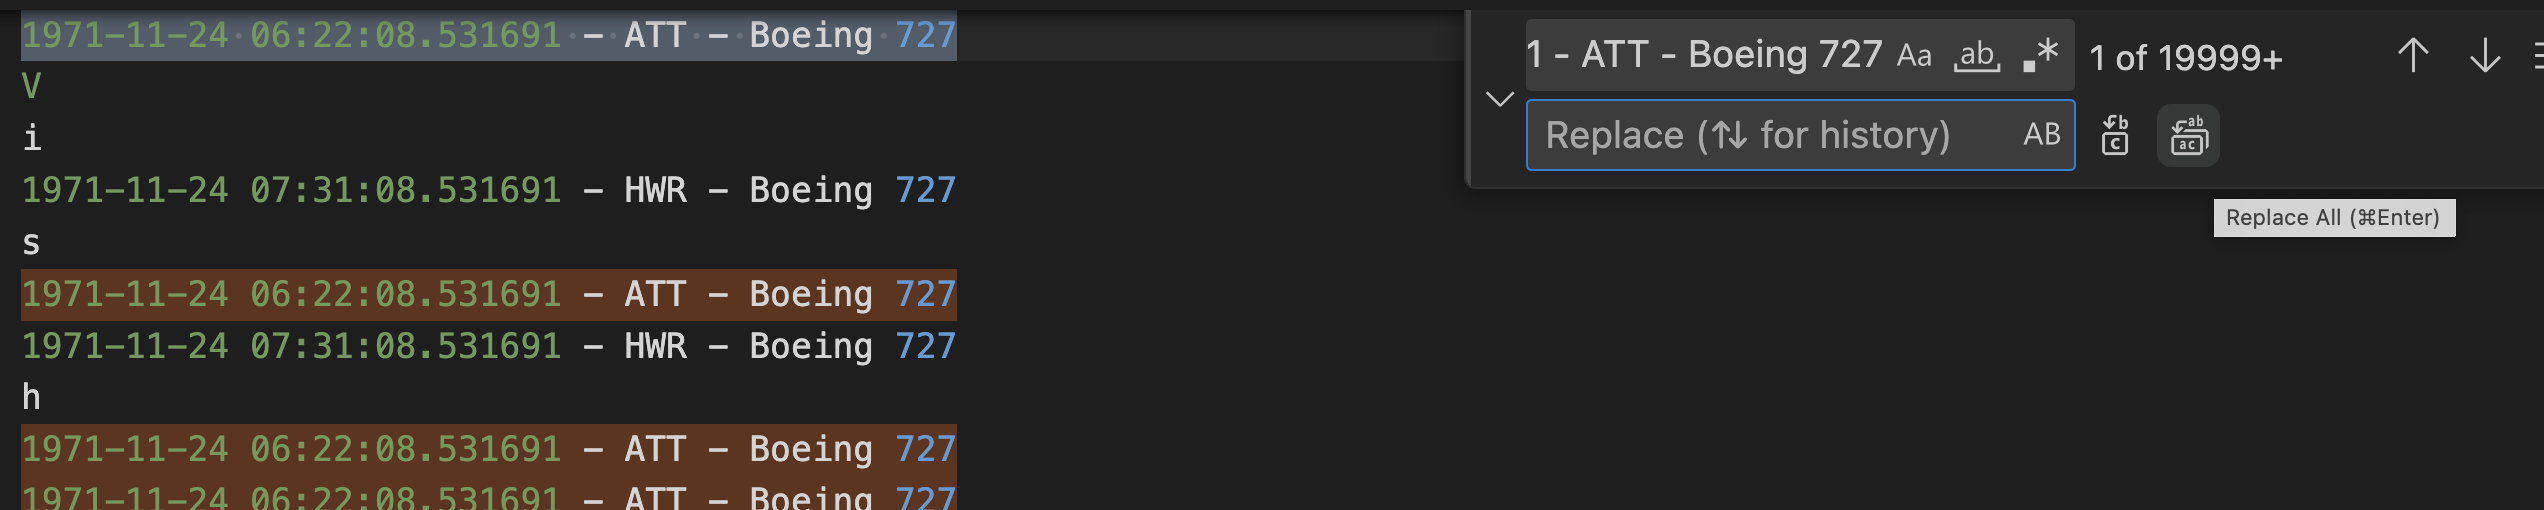 1971-11-24 06:22:08.531691 - ATT - Boeing 727
V
i
1971-11-24 07:31:08.531691 - HWR - Boeing 727
s
1971-11-24 06:22:08.531691 - ATT - Boeing 727
1971-11-24 07:31:08.531691 - HWR - Boeing 727
h
1971-11-24 06:22:08.531691 - ATT - Boeing 727
1971-11-24 06:22:08.531691 - ATT - Boeing 727
1 - ATT - Boeing 727 Aa ab .* 1 of 19999+
Replace (↑↓ for history) AB
Replace All (⌘Enter)